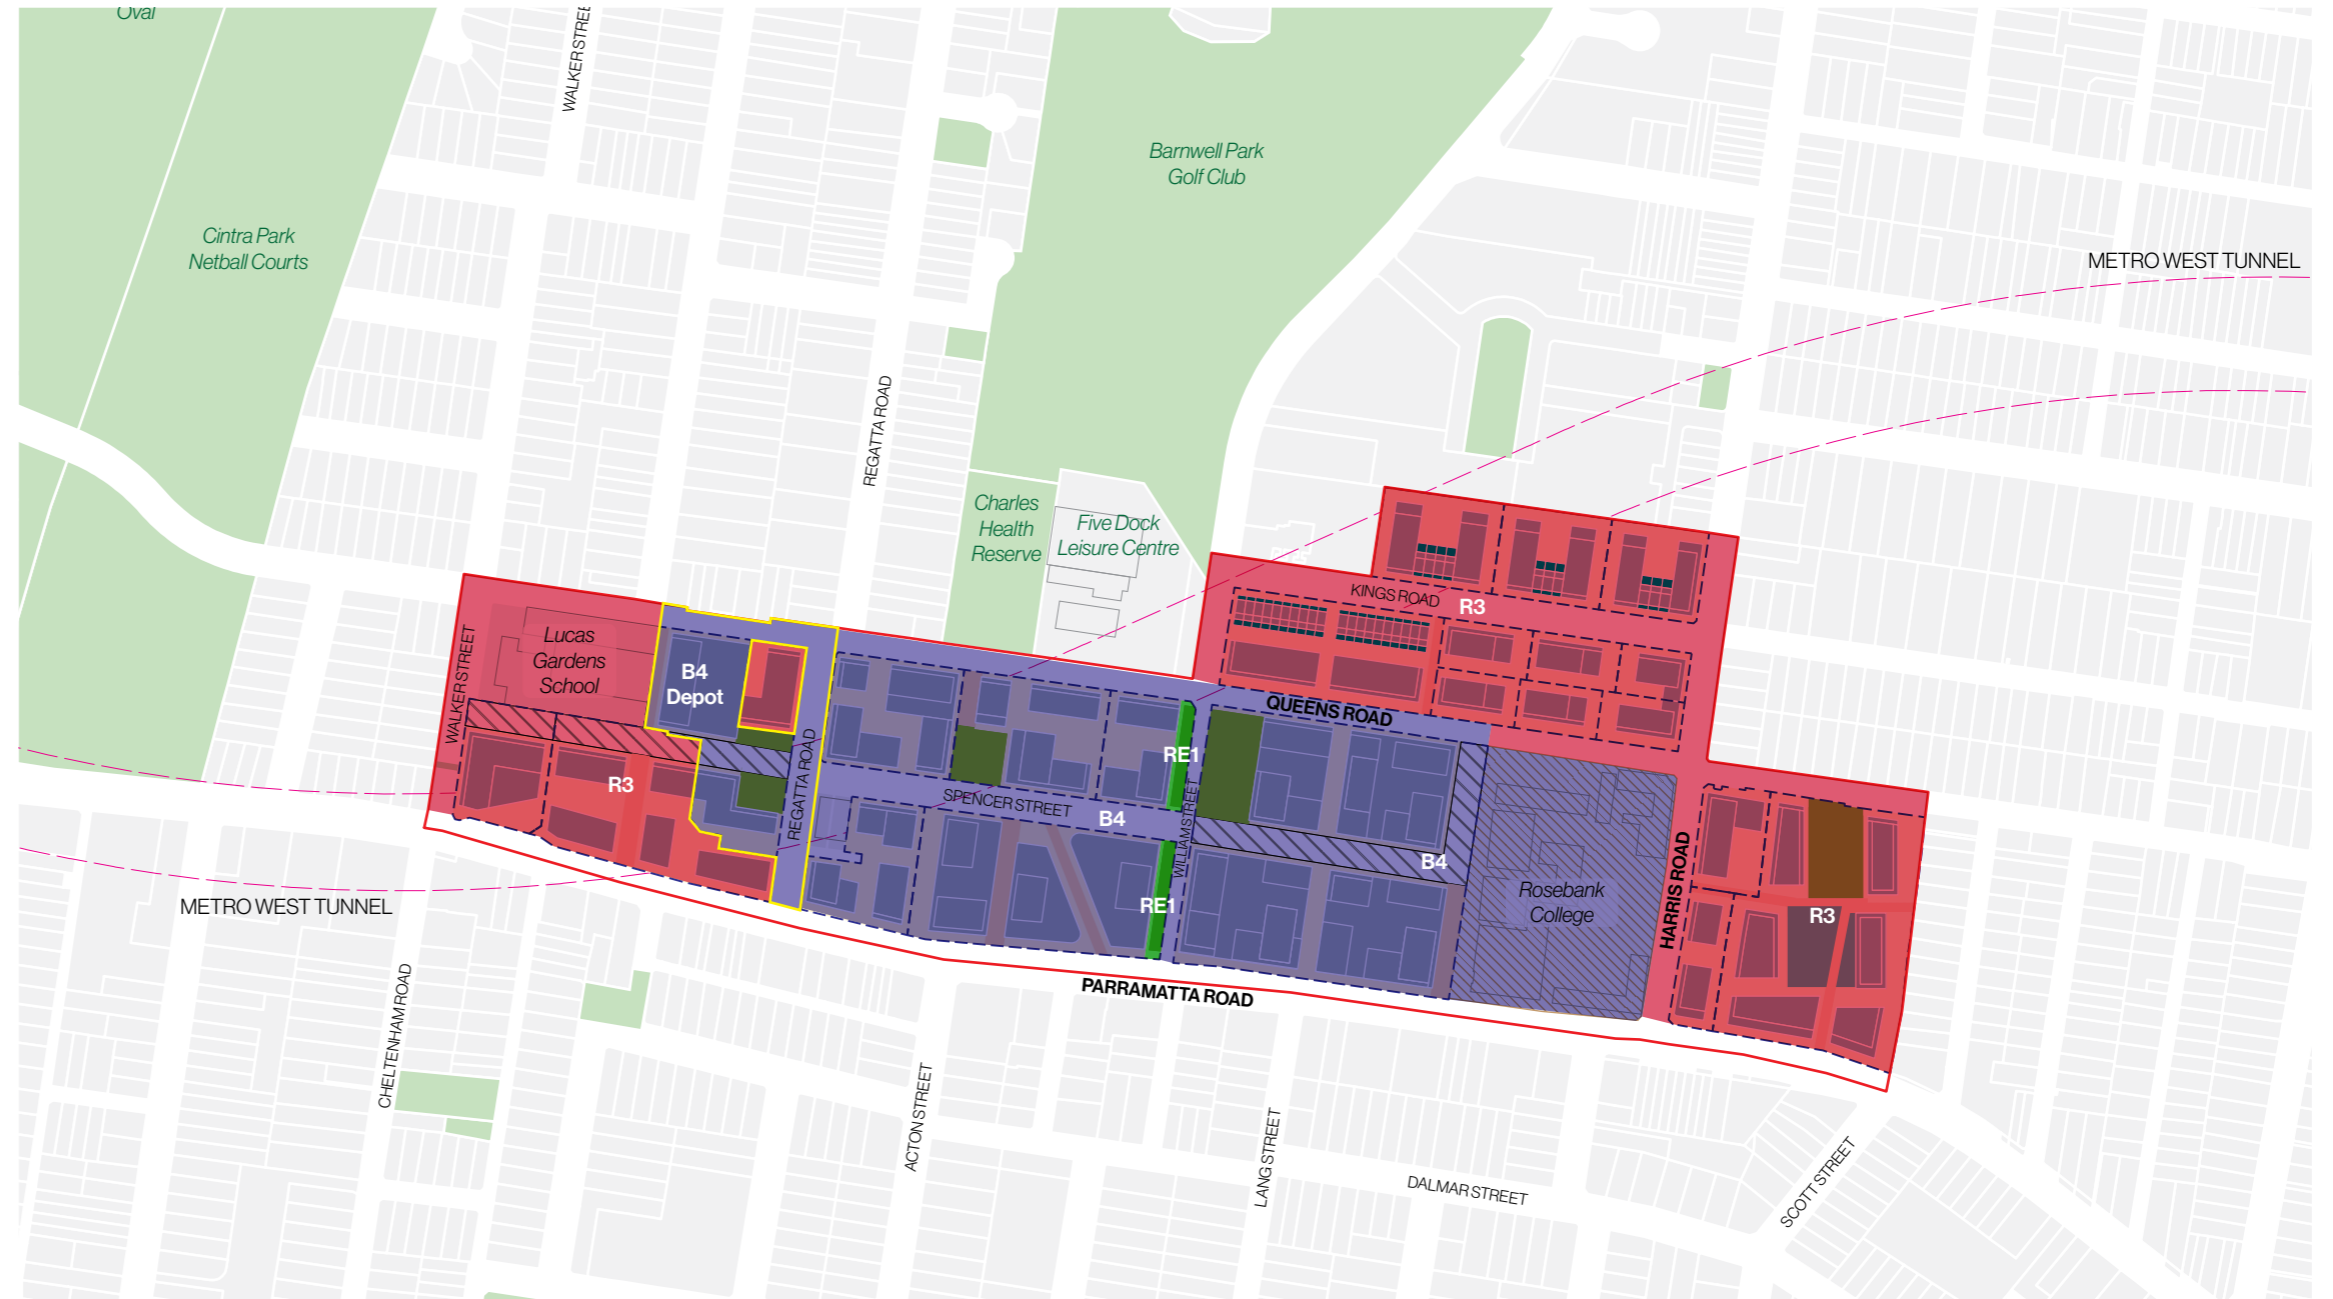 Oval
WALKER STREE
Barnwell Park
Golf Club
Cintra Park
Netball Courts
METRO WEST TUNNEL
REGATTA ROAD
Charles
Health
Reserve
Five Dock
Leisure Centre
KINGS ROAD
R3
Lucas
Gardens
School
WALKER STREET
B4
Depot
QUEENS ROAD
RE1
R3
REGATTA ROAD
SPENCER STREET
B4
WILLIAM STREET
B4
RE1
Rosebank
College
HARRIS ROAD
R3
METRO WEST TUNNEL
PARRAMATTA ROAD
CHELTENHAM ROAD
ACTON STREET
LANG STREET
DALMAR STREET
SCOTT STREET